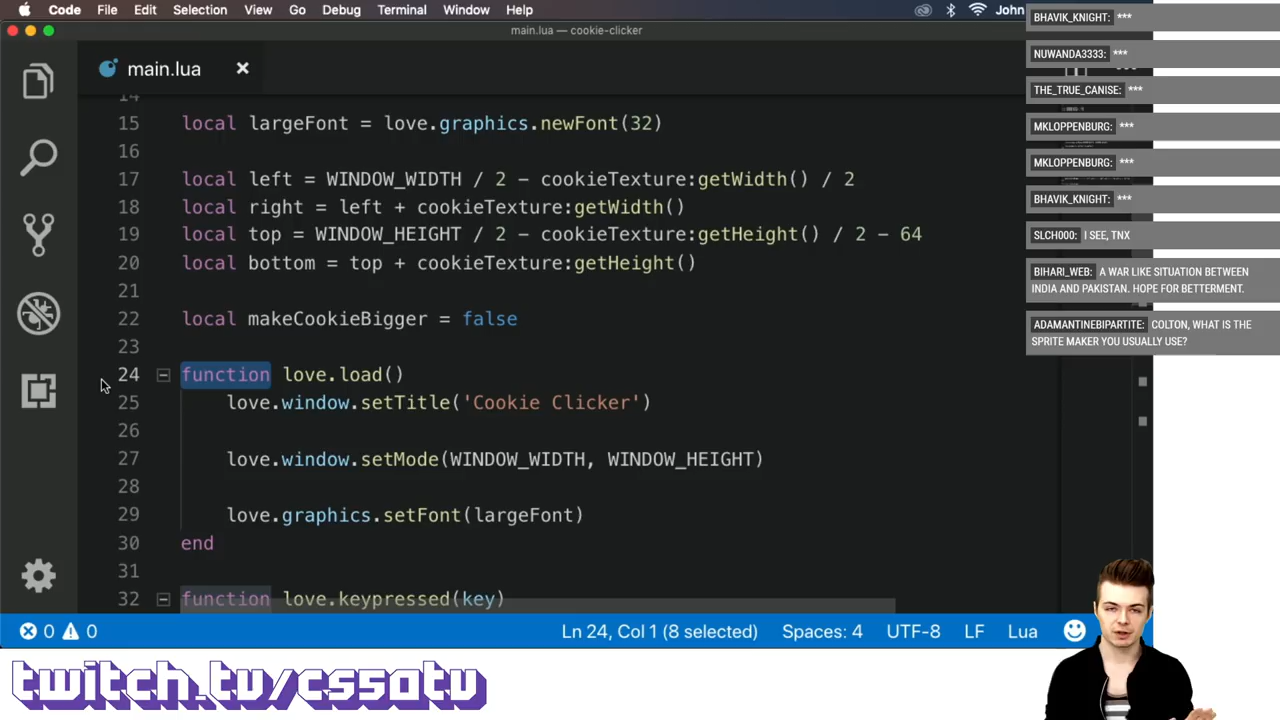 Code File Edit Selection View Go Debug Terminal Window Help John
main.lua — cookie-clicker
main.lua
14
15 local largeFont = love.graphics.newFont(32)
16
17 local left = WINDOW_WIDTH / 2 - cookieTexture:getWidth() / 2
18 local right = left + cookieTexture:getWidth()
19 local top = WINDOW_HEIGHT / 2 - cookieTexture:getHeight() / 2 - 64
20 local bottom = top + cookieTexture:getHeight()
21
22 local makeCookieBigger = false
23
24 function love.load()
25 love.window.setTitle('Cookie Clicker')
26
27 love.window.setMode(WINDOW_WIDTH, WINDOW_HEIGHT)
28
29 love.graphics.setFont(largeFont)
30 end
31
32 function love.keypressed(key)
0 0 Ln 24, Col 1 (8 selected) Spaces: 4 UTF-8 LF Lua
BHAVIK_KNIGHT: ***
NUWANDA3333: ***
THE_TRUE_CANISE: ***
MKLOPPENBURG: ***
MKLOPPENBURG: ***
BHAVIK_KNIGHT: ***
SLCH000: I SEE, TNX
BIHARI_WEB: A WAR LIKE SITUATION BETWEEN
INDIA AND PAKISTAN. HOPE FOR BETTERMENT.
ADAMANTINEBIPARTITE: COLTON, WHAT IS THE
SPRITE MAKER YOU USUALLY USE?
twitch.tv/cs50tv